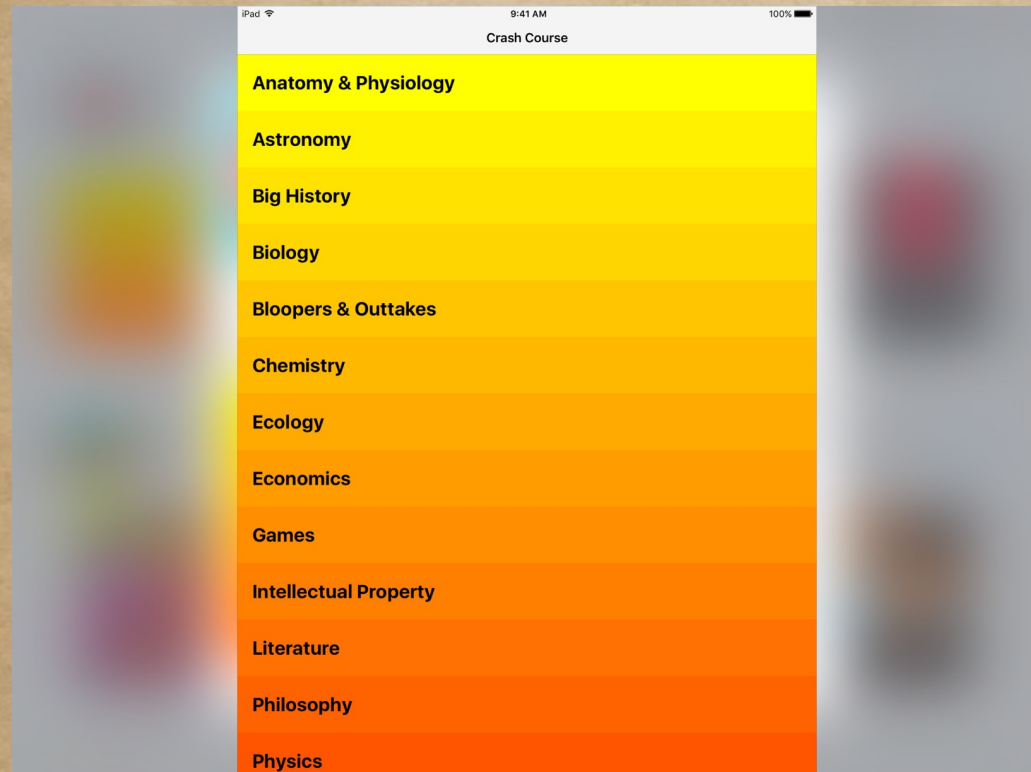 iPad 9:41 AM 100%
Crash Course
Anatomy & Physiology
Astronomy
Big History
Biology
Bloopers & Outtakes
Chemistry
Ecology
Economics
Games
Intellectual Property
Literature
Philosophy
Physics